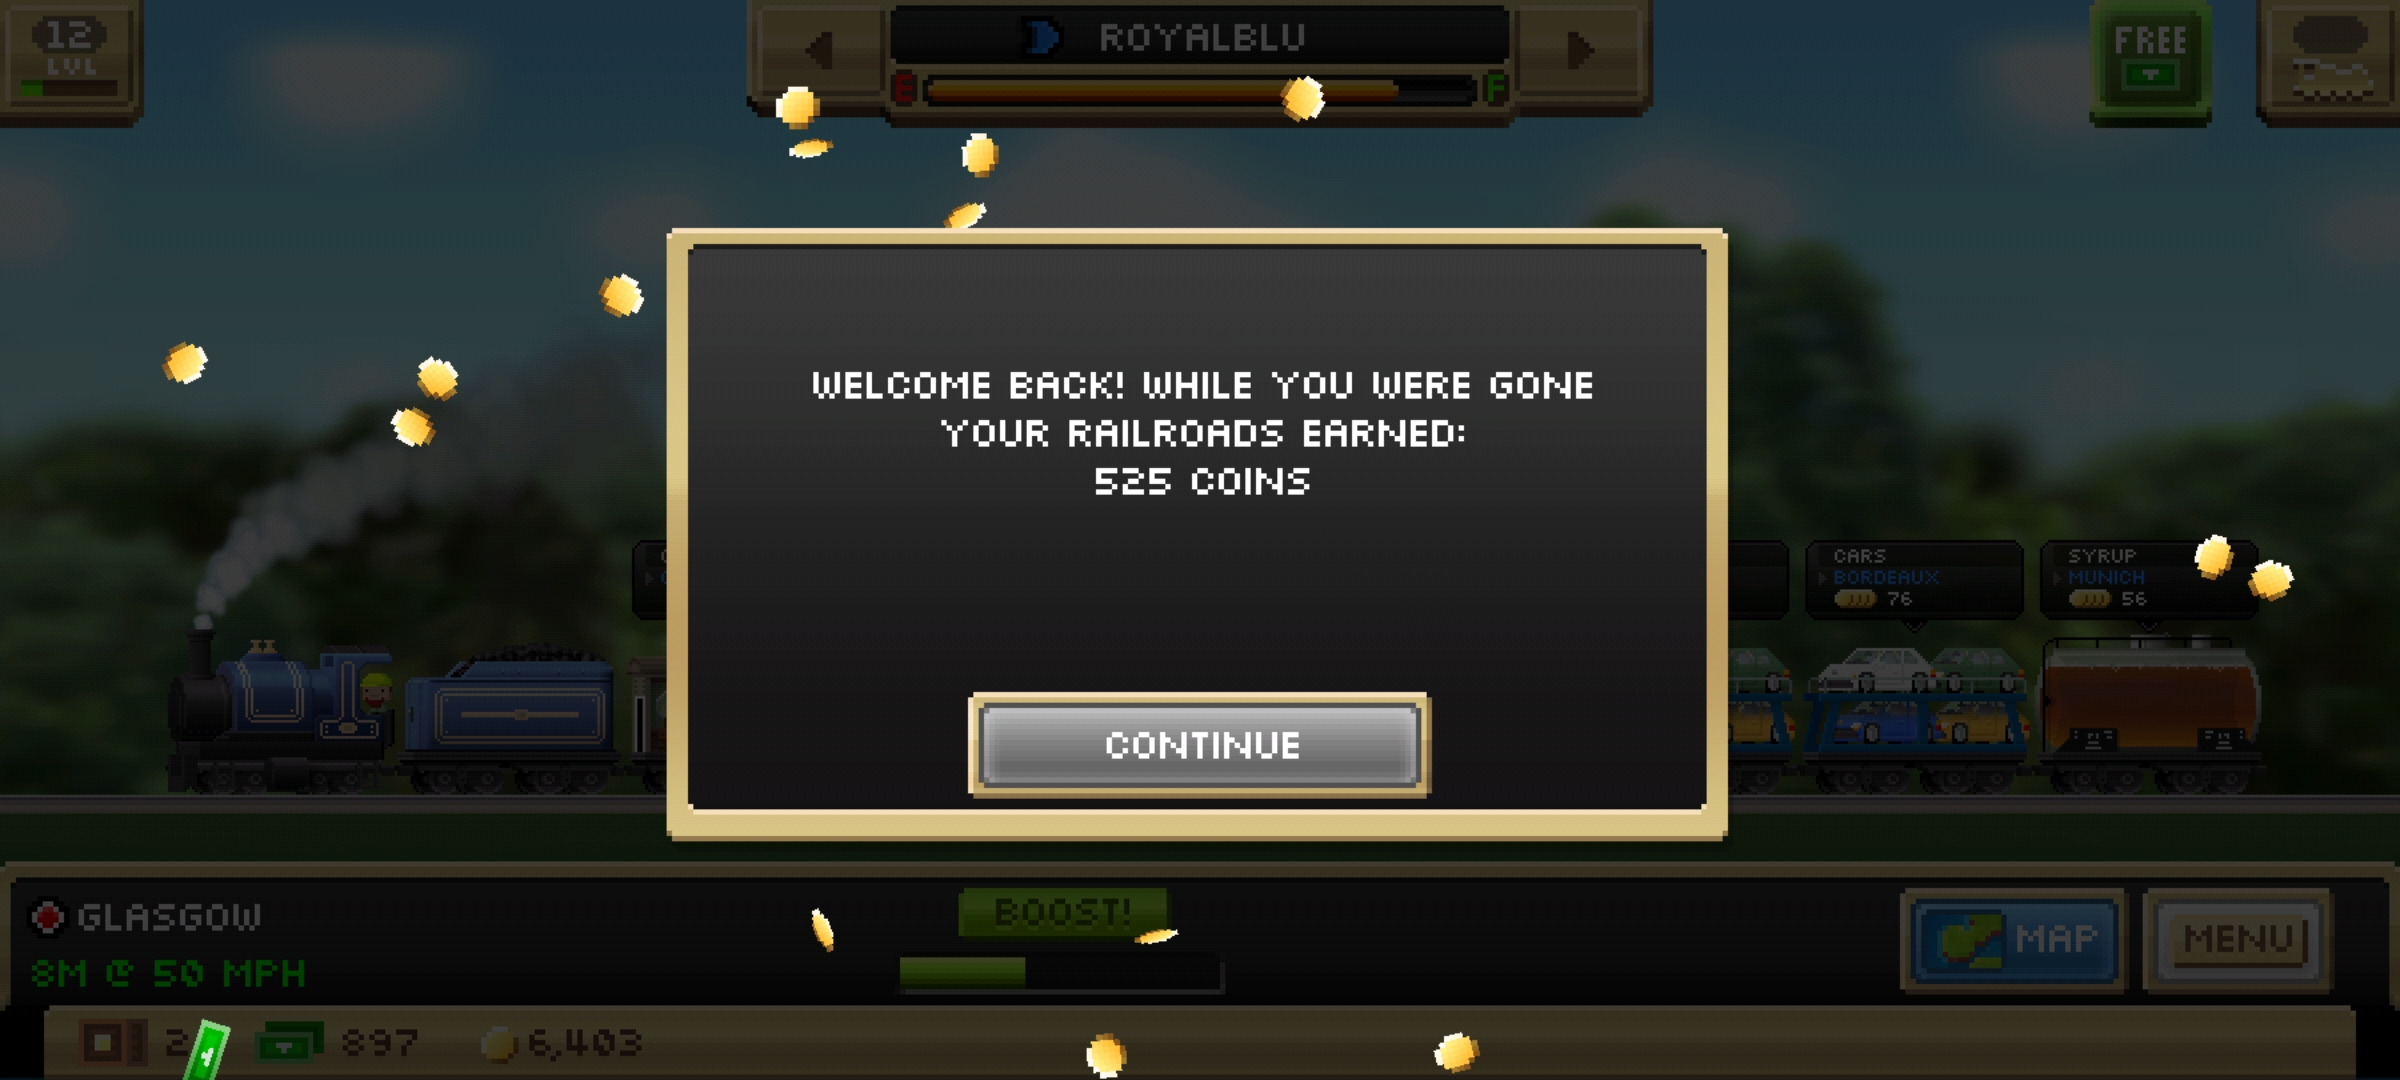 12
LVL
ROYALBLU
E
F
FREE
WELCOME BACK! WHILE YOU WERE GONE
YOUR RAILROADS EARNED:
525 COINS
CONTINUE
CARS
BORDEAUX
76
SYRUP
MUNICH
56
GLASGOW
8M @ 50 MPH
BOOST!
MAP
MENU
897
6,403